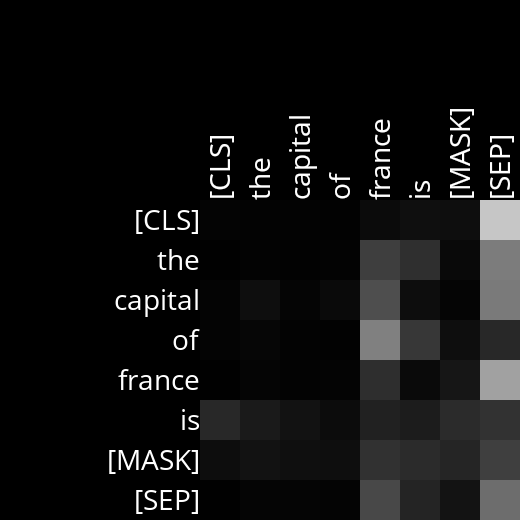 [CLS] the capital of france is [MASK] [SEP]
[CLS]
the
capital
of
france
is
[MASK]
[SEP]